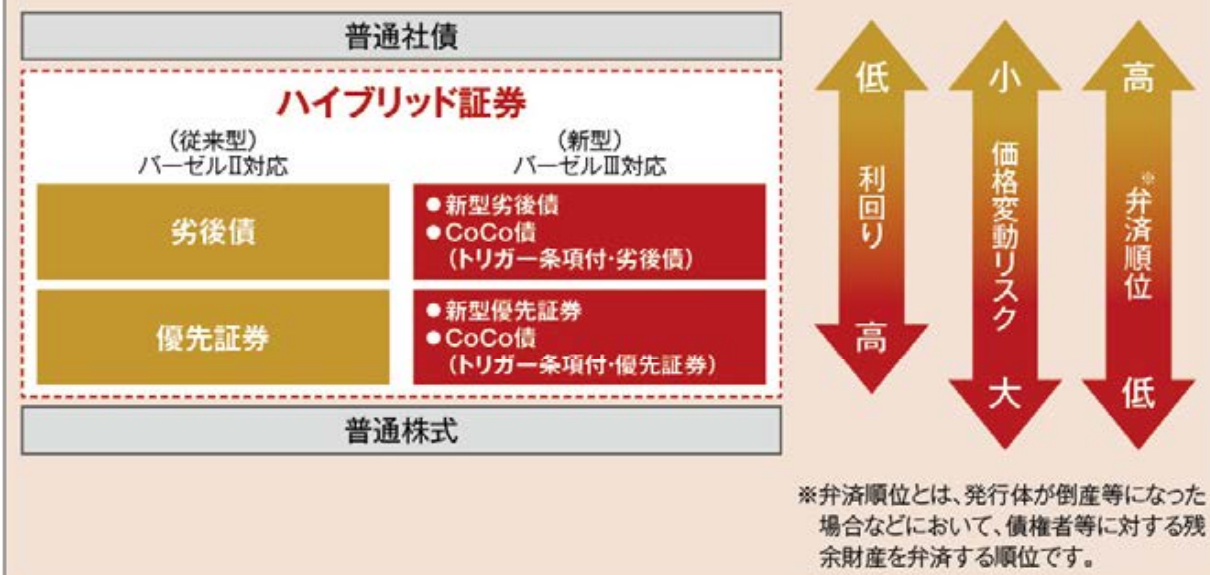 普通社債
ハイブリッド証券
(従来型)
バーゼルⅡ対応
(新型)
バーゼルⅢ対応
劣後債
●新型劣後債
●CoCo債
(トリガー条項付・劣後債)
優先証券
●新型優先証券
●CoCo債
(トリガー条項付・優先証券)
普通株式
低
利回り
高
小
価格変動リスク
大
高
※弁済順位
低
※弁済順位とは、発行体が倒産等になった
場合などにおいて、債権者等に対する残
余財産を弁済する順位です。